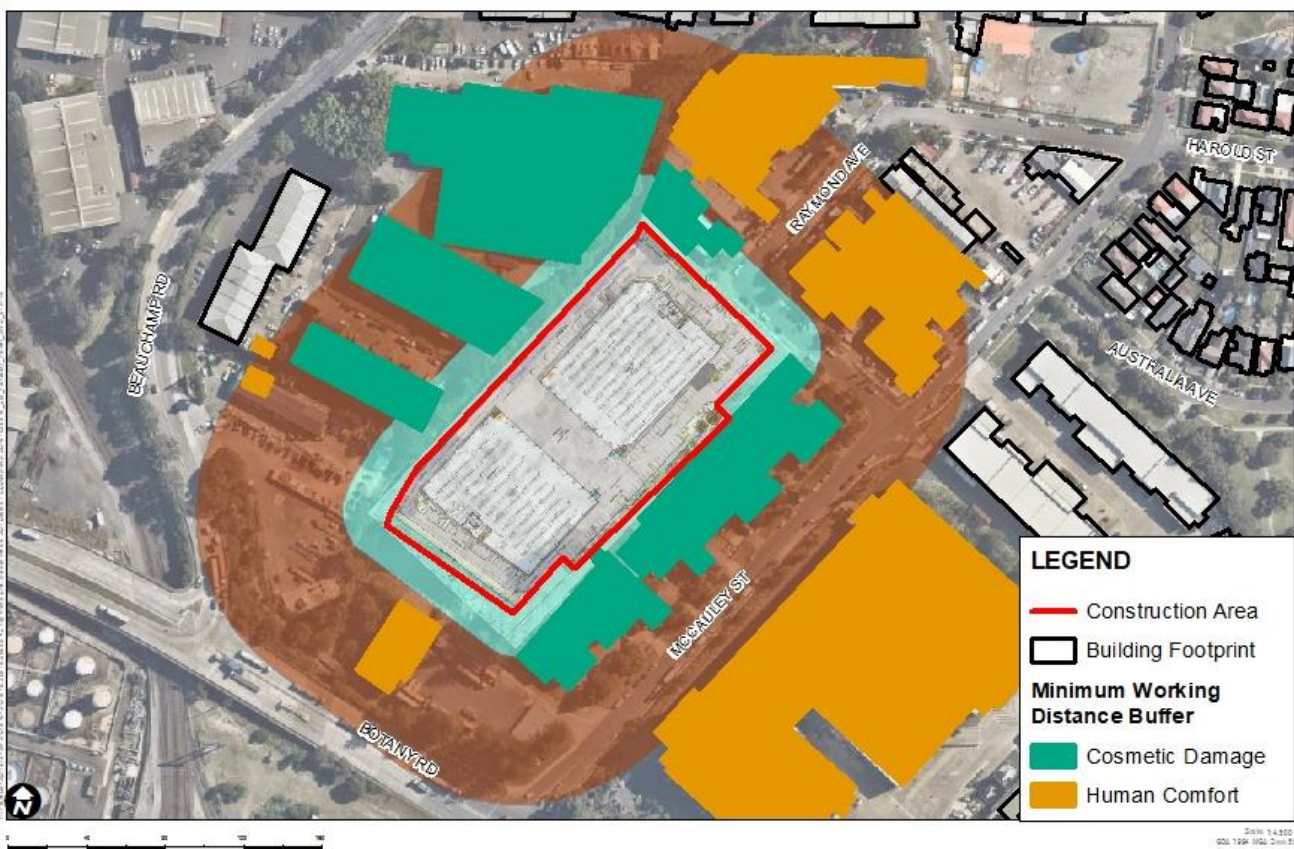 HAROLD ST
RAYMOND AVE
BEAUCHAMP RD
AUSTRALIA AVE
MCCAULEY ST
BOTANY RD
LEGEND
Construction Area
Building Footprint
Minimum Working
Distance Buffer
Cosmetic Damage
Human Comfort
N